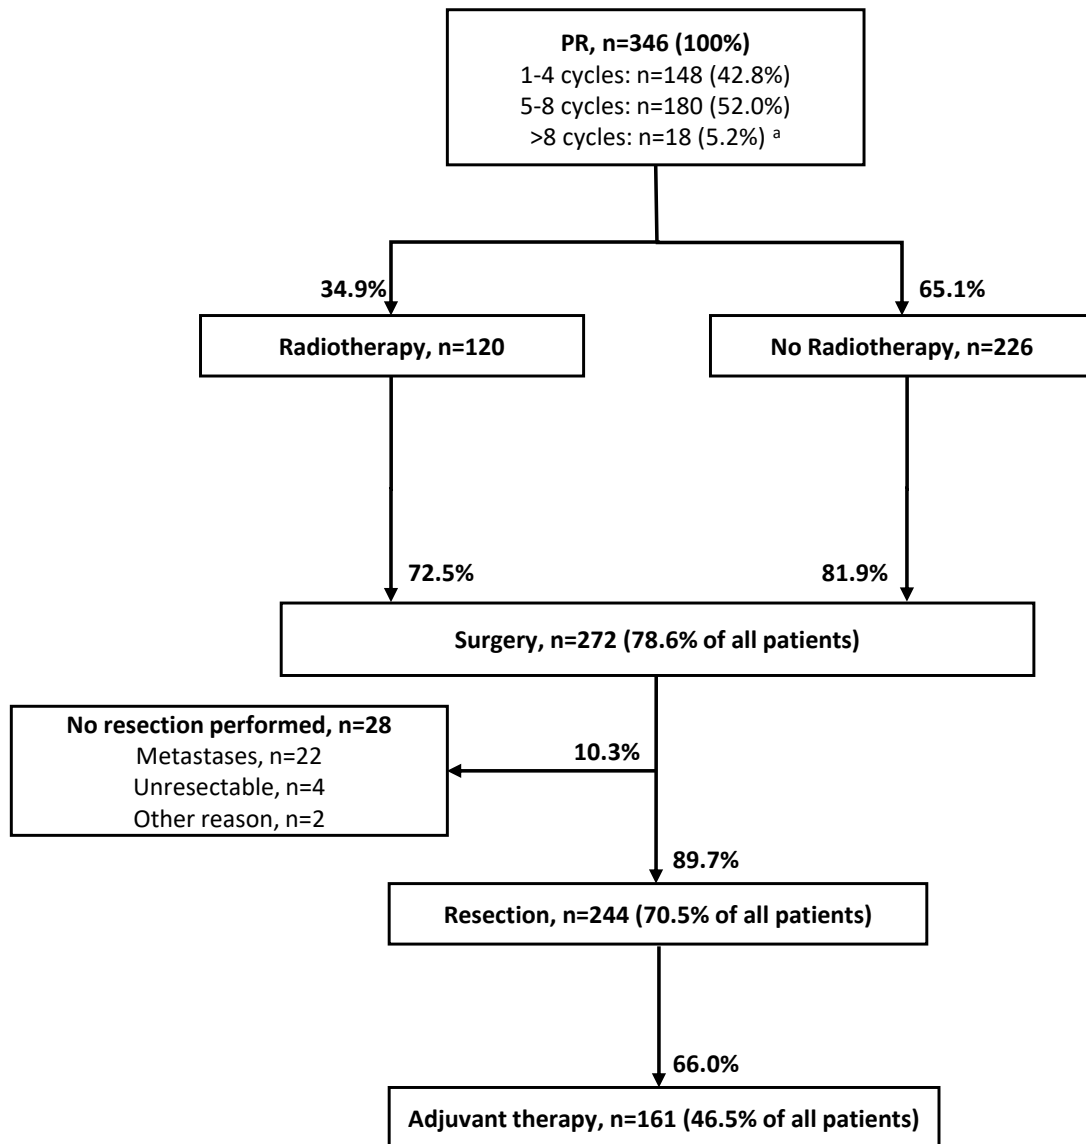 PR, n=346 (100%)
1-4 cycles: n=148 (42.8%)
5-8 cycles: n=180 (52.0%)
>8 cycles: n=18 (5.2%) ᵃ
34.9%
65.1%
Radiotherapy, n=120
No Radiotherapy, n=226
72.5%
81.9%
Surgery, n=272 (78.6% of all patients)
No resection performed, n=28
Metastases, n=22
Unresectable, n=4
Other reason, n=2
10.3%
89.7%
Resection, n=244 (70.5% of all patients)
66.0%
Adjuvant therapy, n=161 (46.5% of all patients)